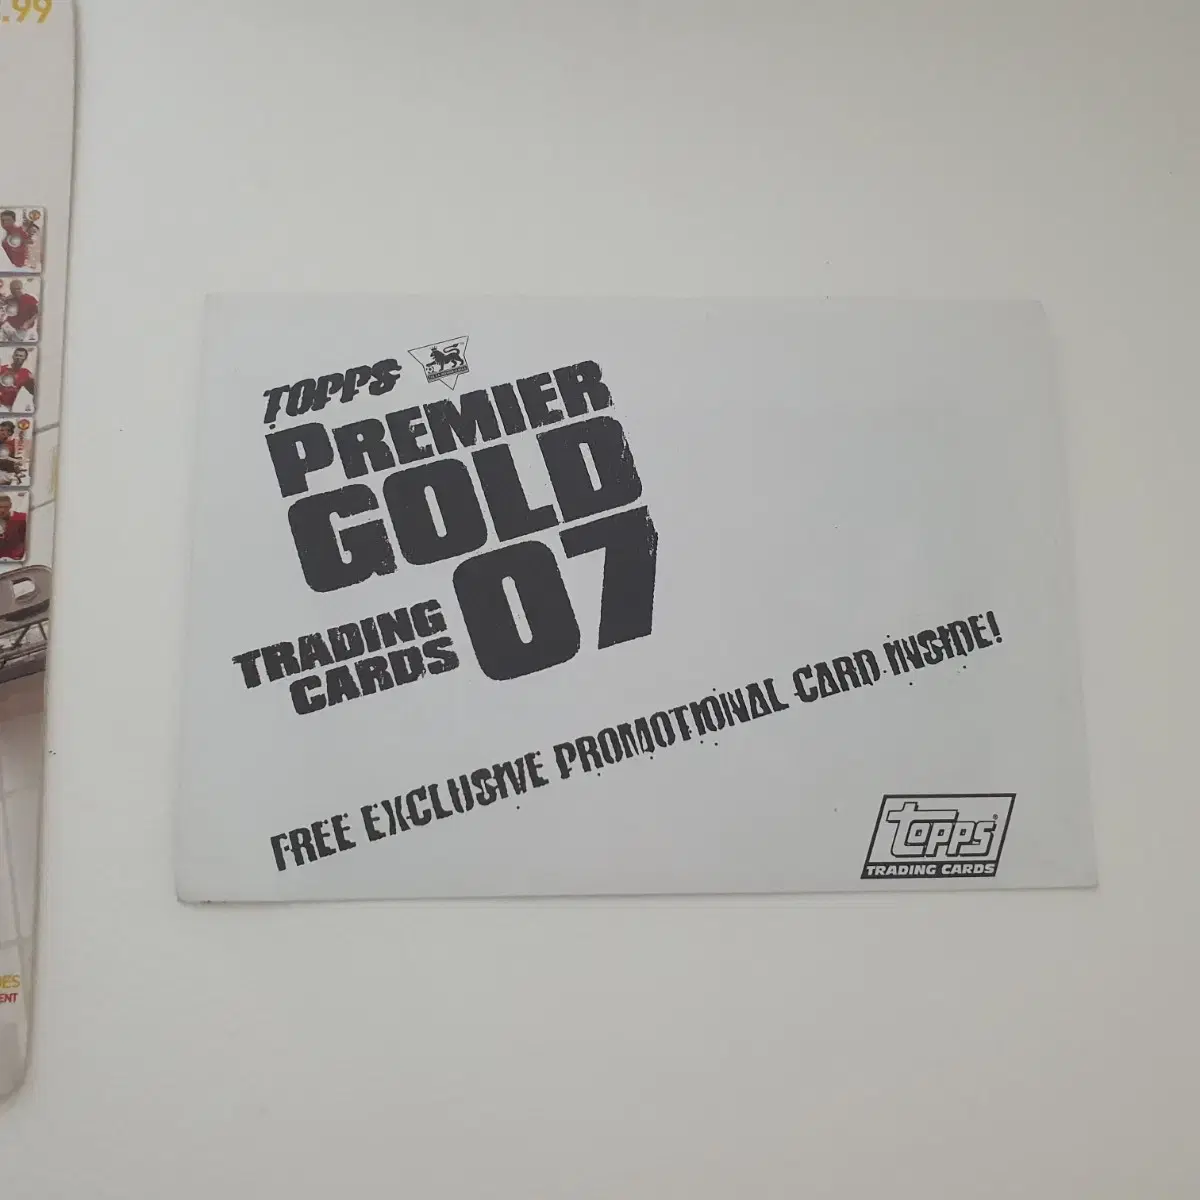 .99
TOPPS
PREMIER
GOLD
07
TRADING
CARDS
FREE EXCLUSIVE PROMOTIONAL CARD INSIDE!
TOPPS®
TRADING CARDS